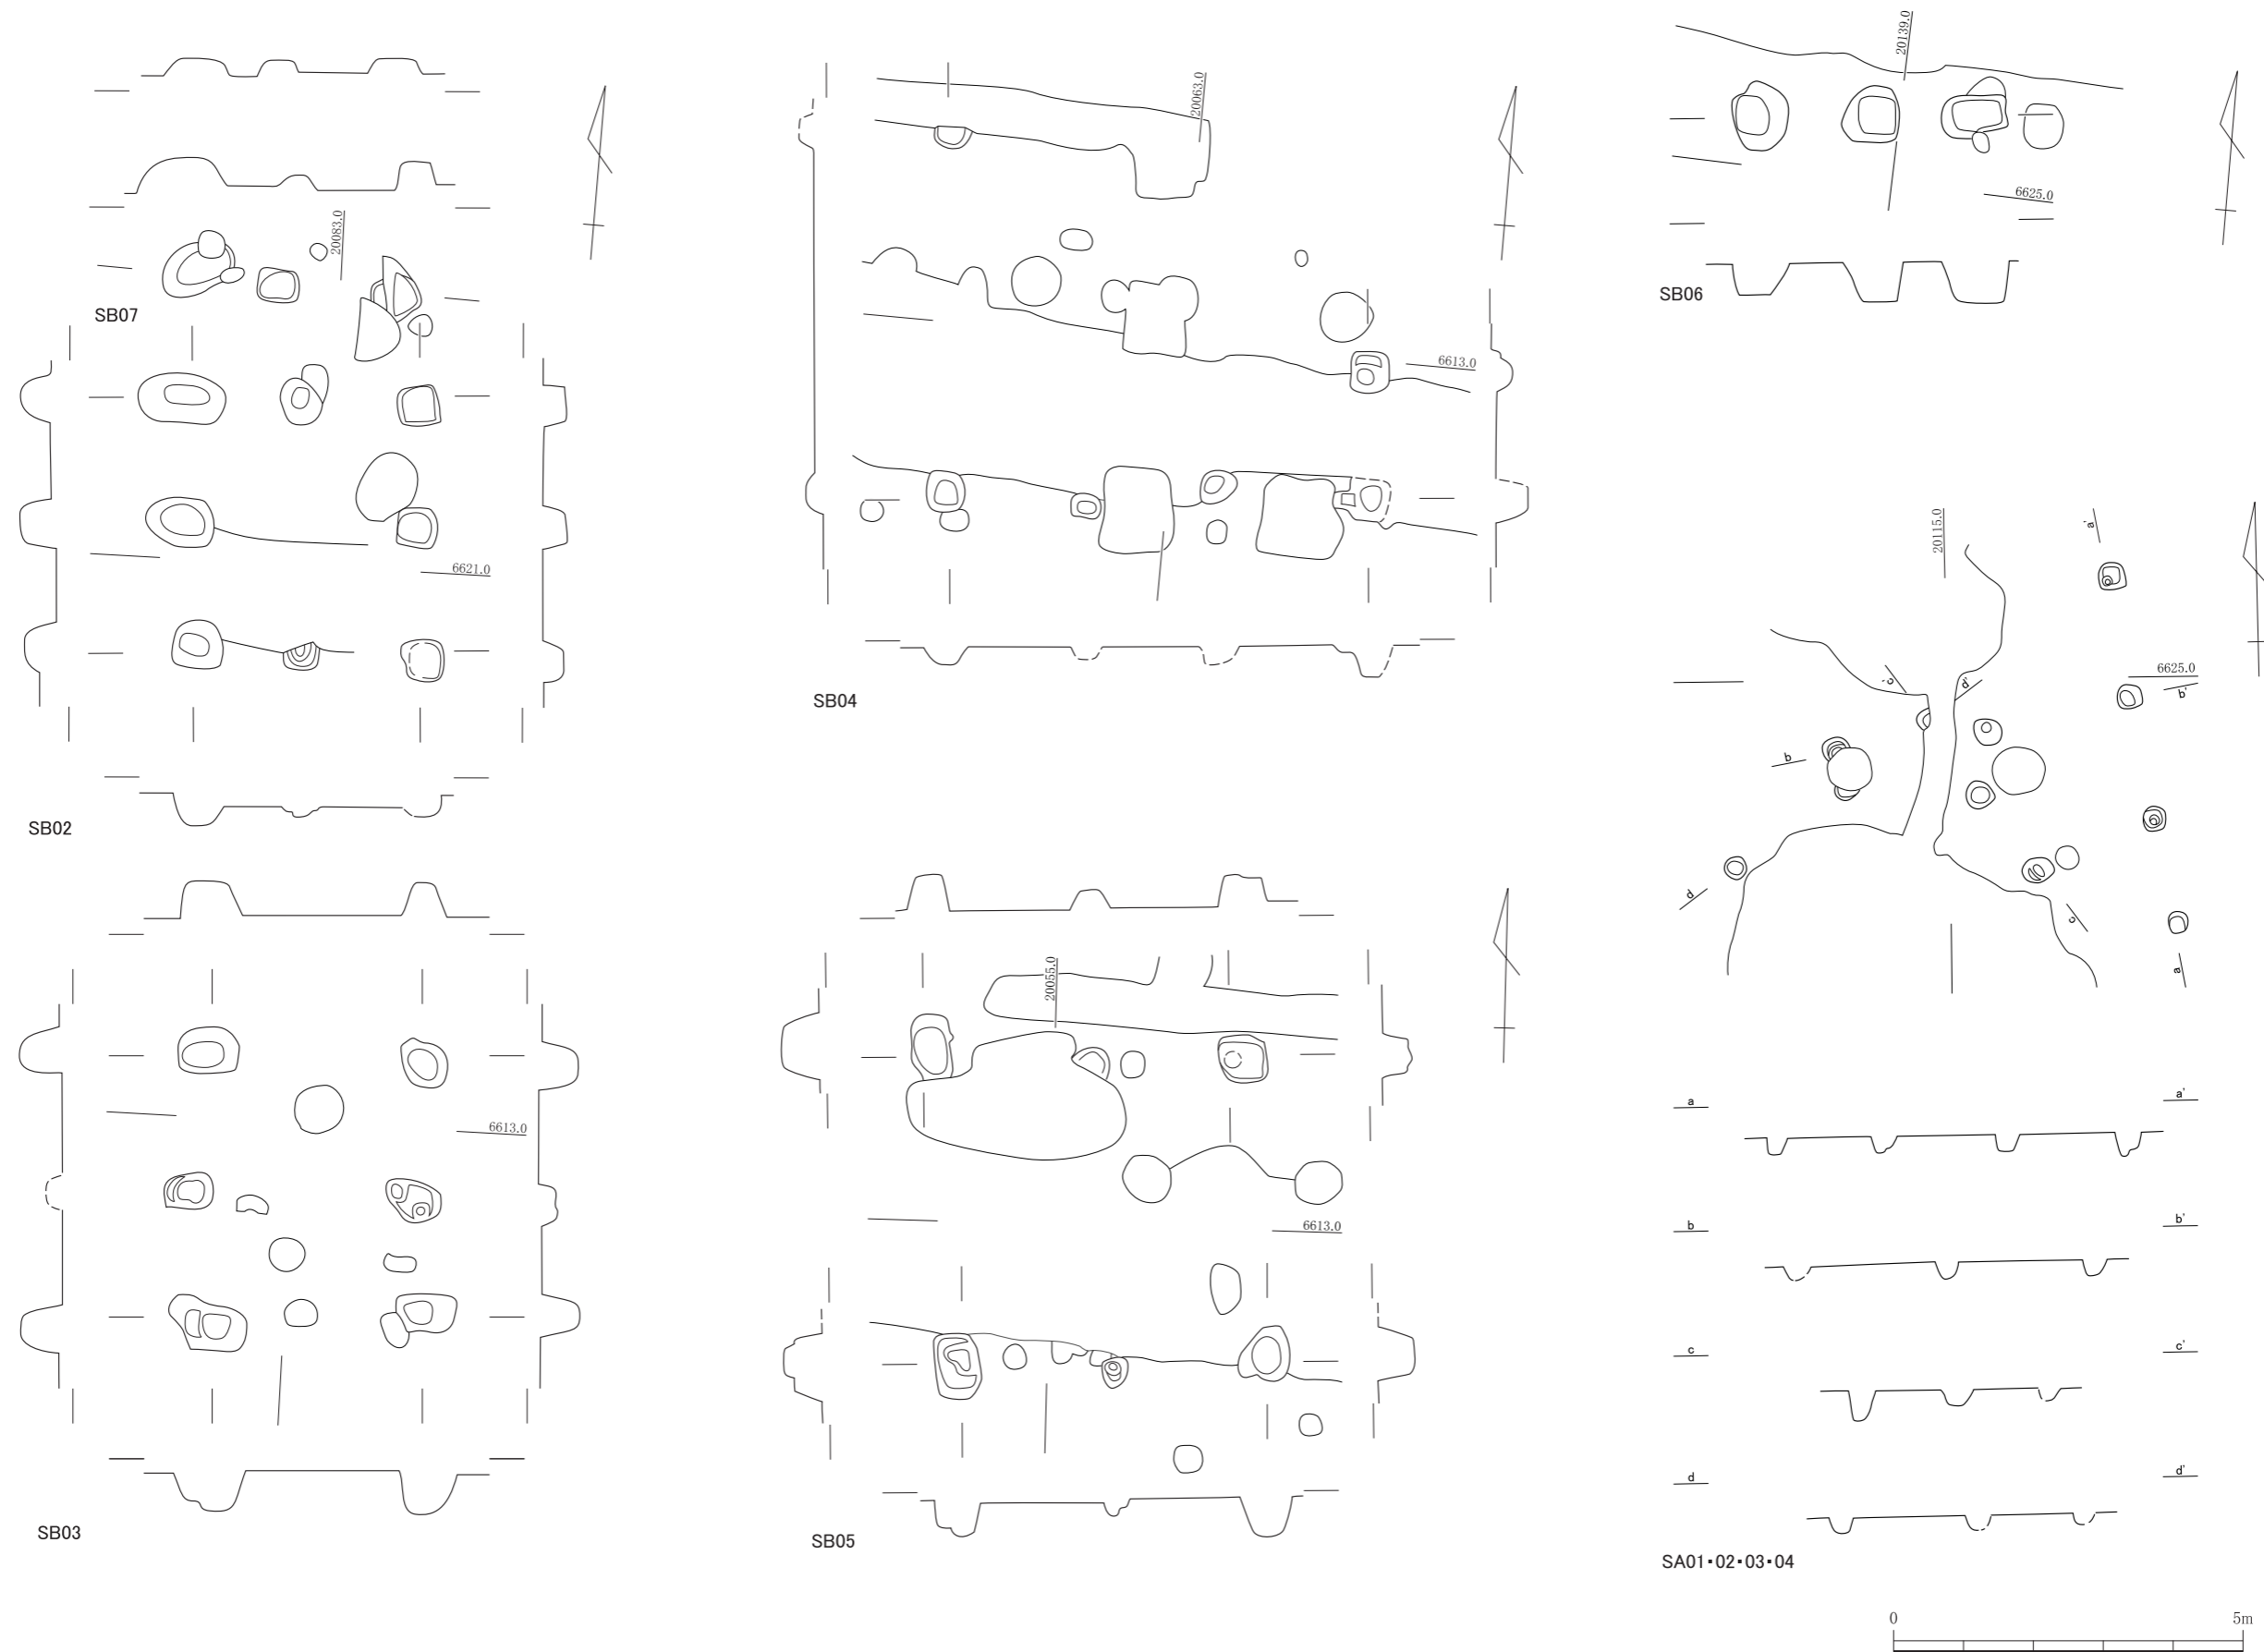 20083.0
SB07
6621.0
SB02
6613.0
SB03
20063.0
6613.0
SB04
20055.0
6613.0
SB05
20139.0
6625.0
SB06
20115.0
a'
6625.0
c'
d'
b'
b
d
c
a
a a'
b b'
c c'
d d'
SA01・02・03・04
0 5m